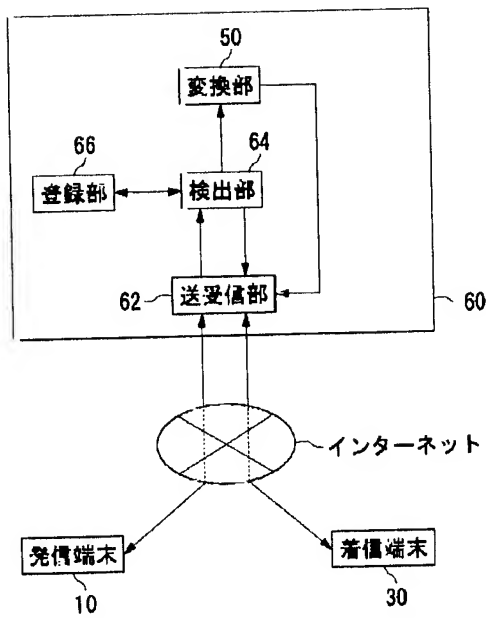 50
変換部
66
64
登録部
検出部
62
送受信部
60
インターネット
発信端末
着信端末
10
30